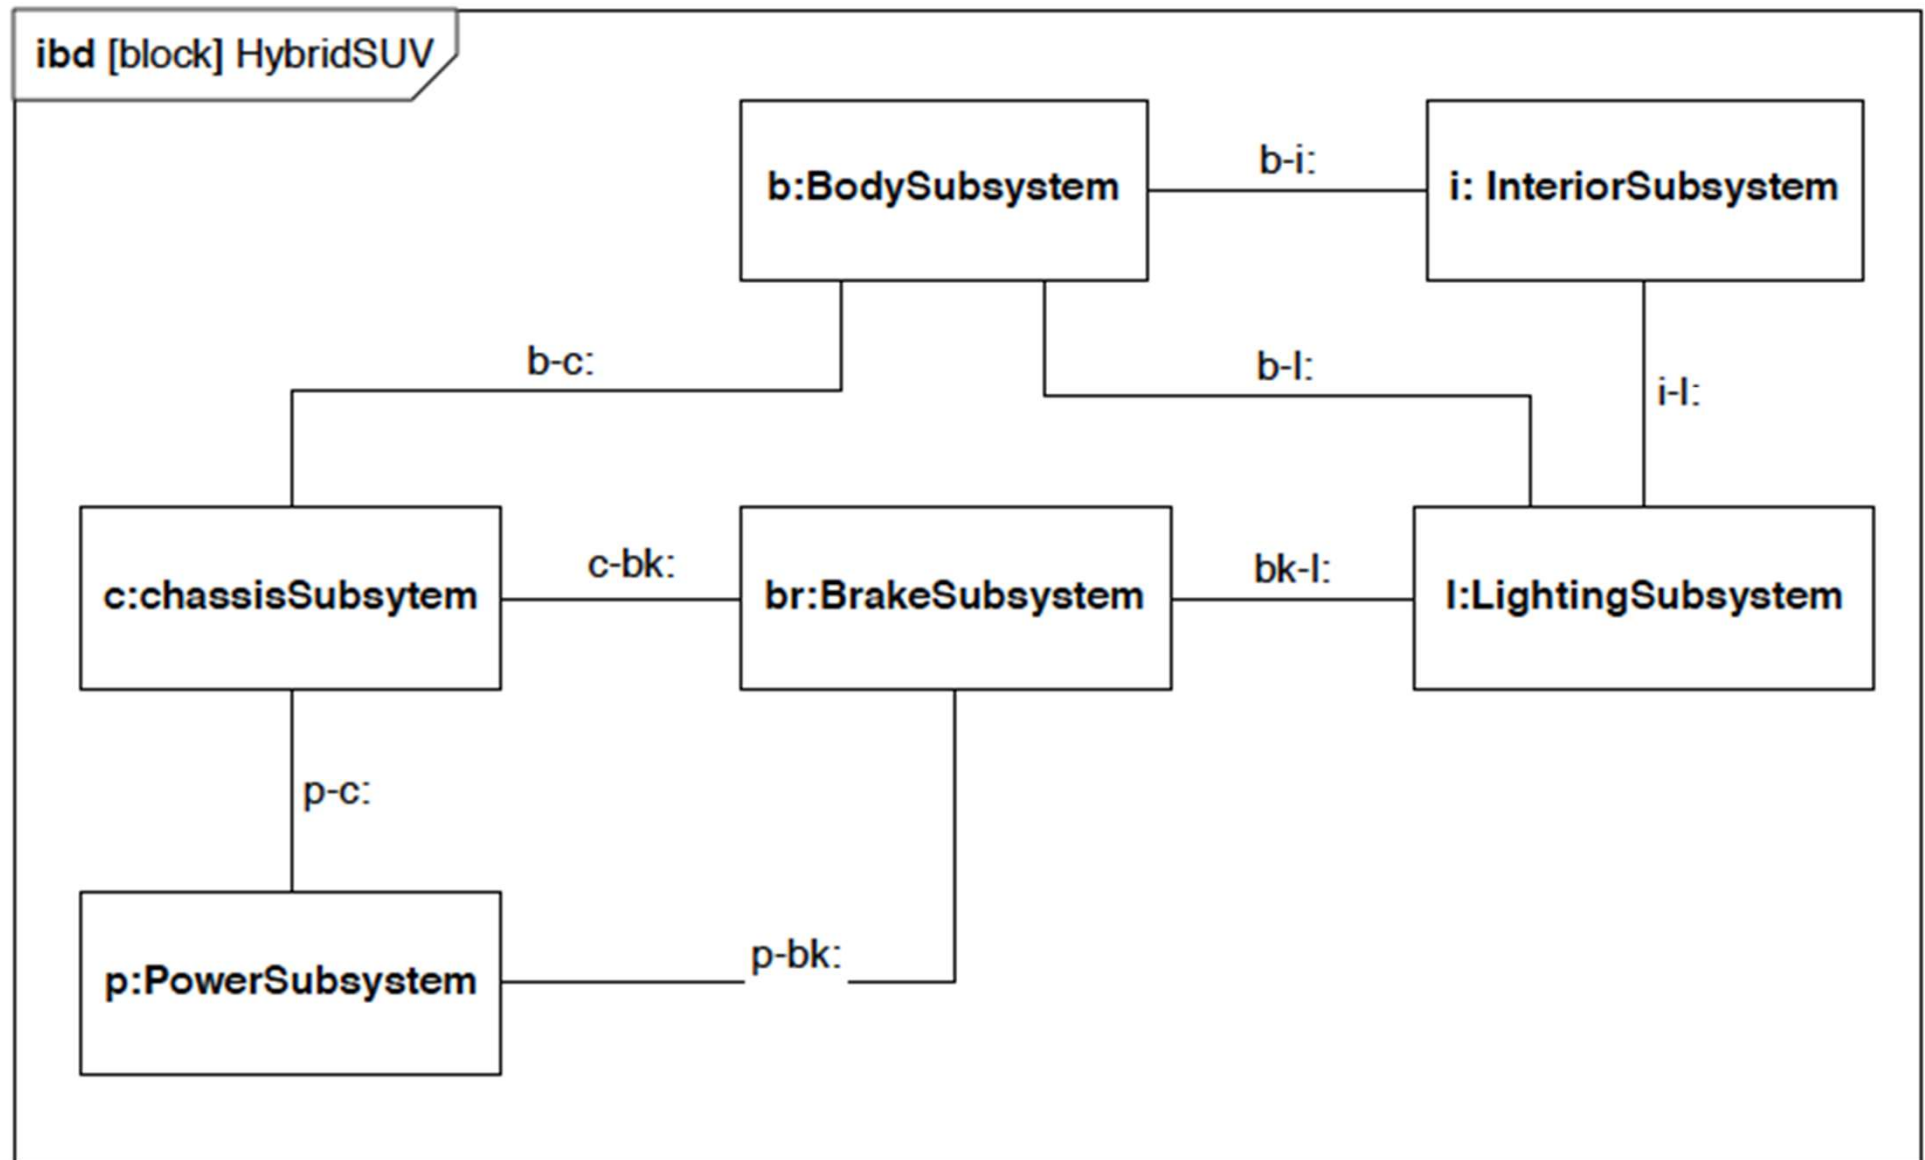 ibd [block] HybridSUV
b:BodySubsystem
b-i:
i: InteriorSubsystem
b-c:
b-l:
i-l:
c:chassisSubsytem
c-bk:
br:BrakeSubsystem
bk-l:
l:LightingSubsystem
p-c:
p:PowerSubsystem
p-bk: